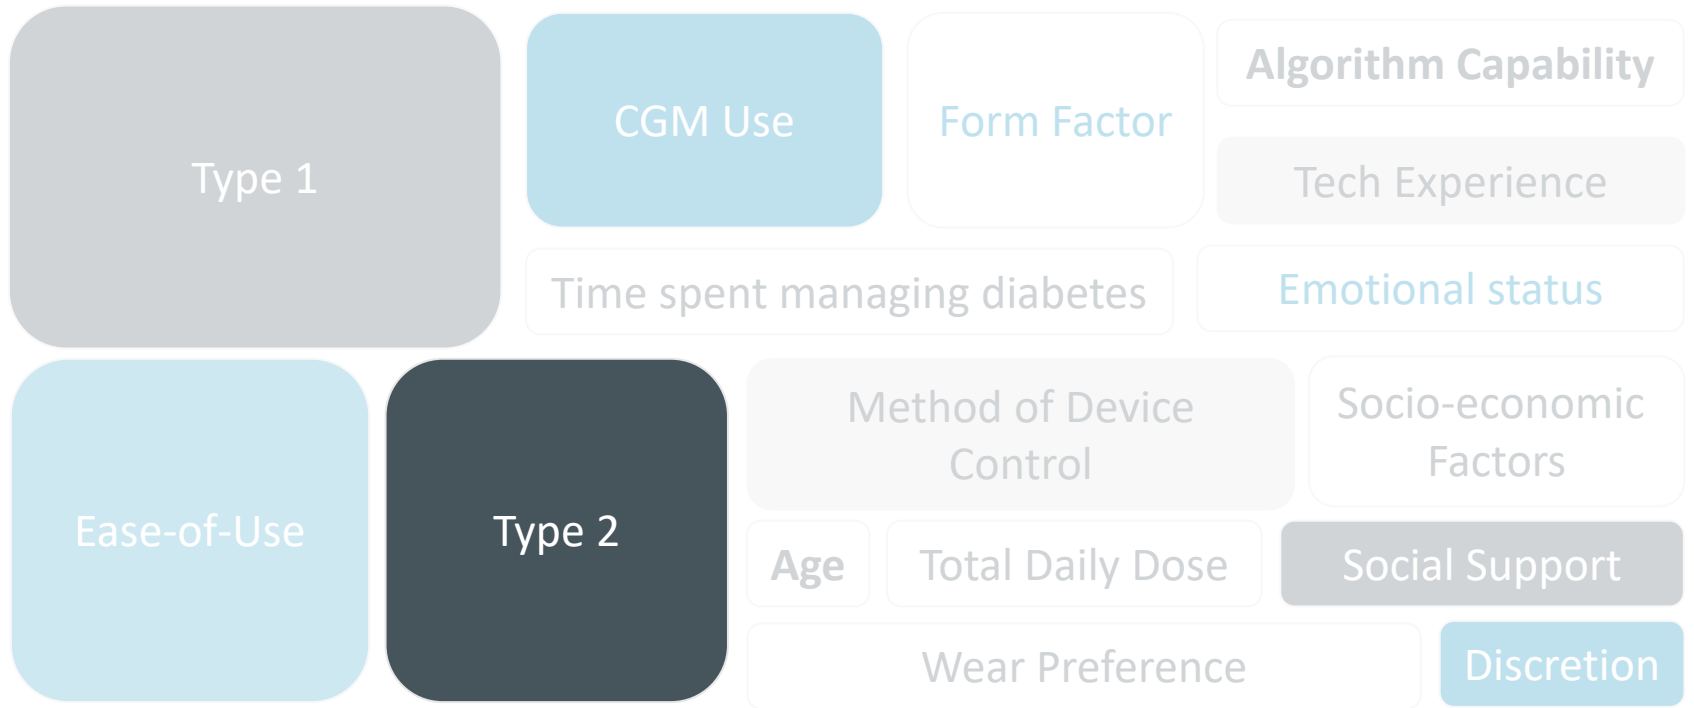 Type 1
CGM Use
Form Factor
Algorithm Capability
Tech Experience
Time spent managing diabetes
Emotional status
Ease-of-Use
Type 2
Method of Device
Control
Socio-economic
Factors
Age
Total Daily Dose
Social Support
Wear Preference
Discretion